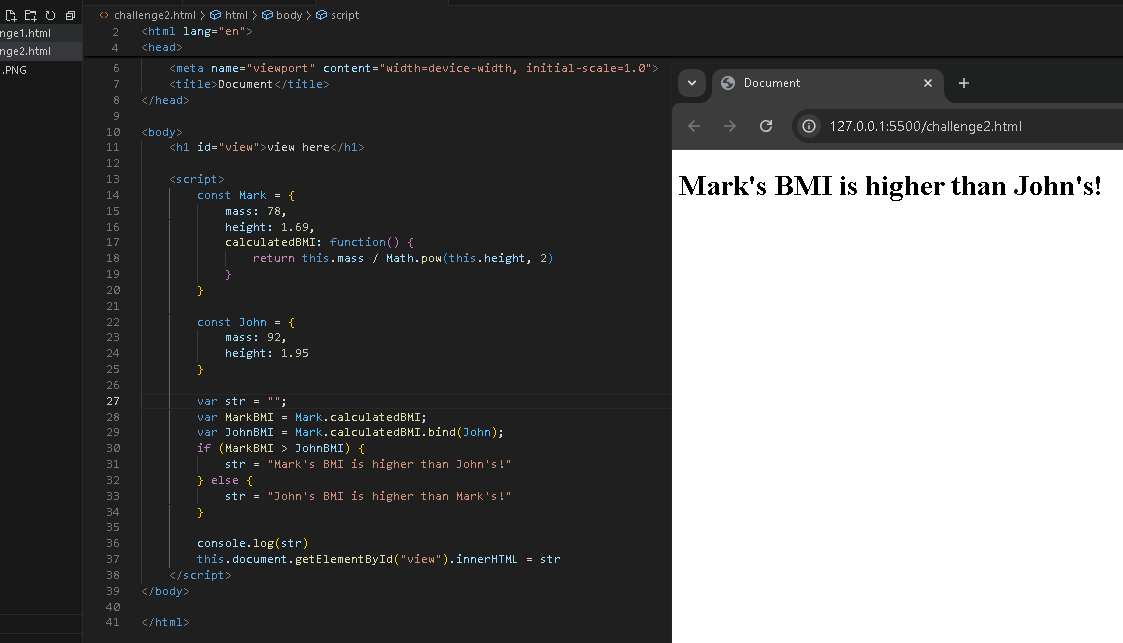 nge1.html
nge2.html
.PNG
challenge2.html > html > body > script
2 <html lang="en">
4 <head>
6 <meta name="viewport" content="width=device-width, initial-scale=1.0">
7 <title>Document</title>
8 </head>
9
10 <body>
11 <h1 id="view">view here</h1>
12
13 <script>
14 const Mark = {
15 mass: 78,
16 height: 1.69,
17 calculatedBMI: function() {
18 return this.mass / Math.pow(this.height, 2)
19 }
20 }
21
22 const John = {
23 mass: 92,
24 height: 1.95
25 }
26
27 var str = "";
28 var MarkBMI = Mark.calculatedBMI;
29 var JohnBMI = Mark.calculatedBMI.bind(John);
30 if (MarkBMI > JohnBMI) {
31 str = "Mark's BMI is higher than John's!"
32 } else {
33 str = "John's BMI is higher than Mark's!"
34 }
35
36 console.log(str)
37 this.document.getElementById("view").innerHTML = str
38 </script>
39 </body>
40
41 </html>
Document
127.0.0.1:5500/challenge2.html
Mark's BMI is higher than John's!